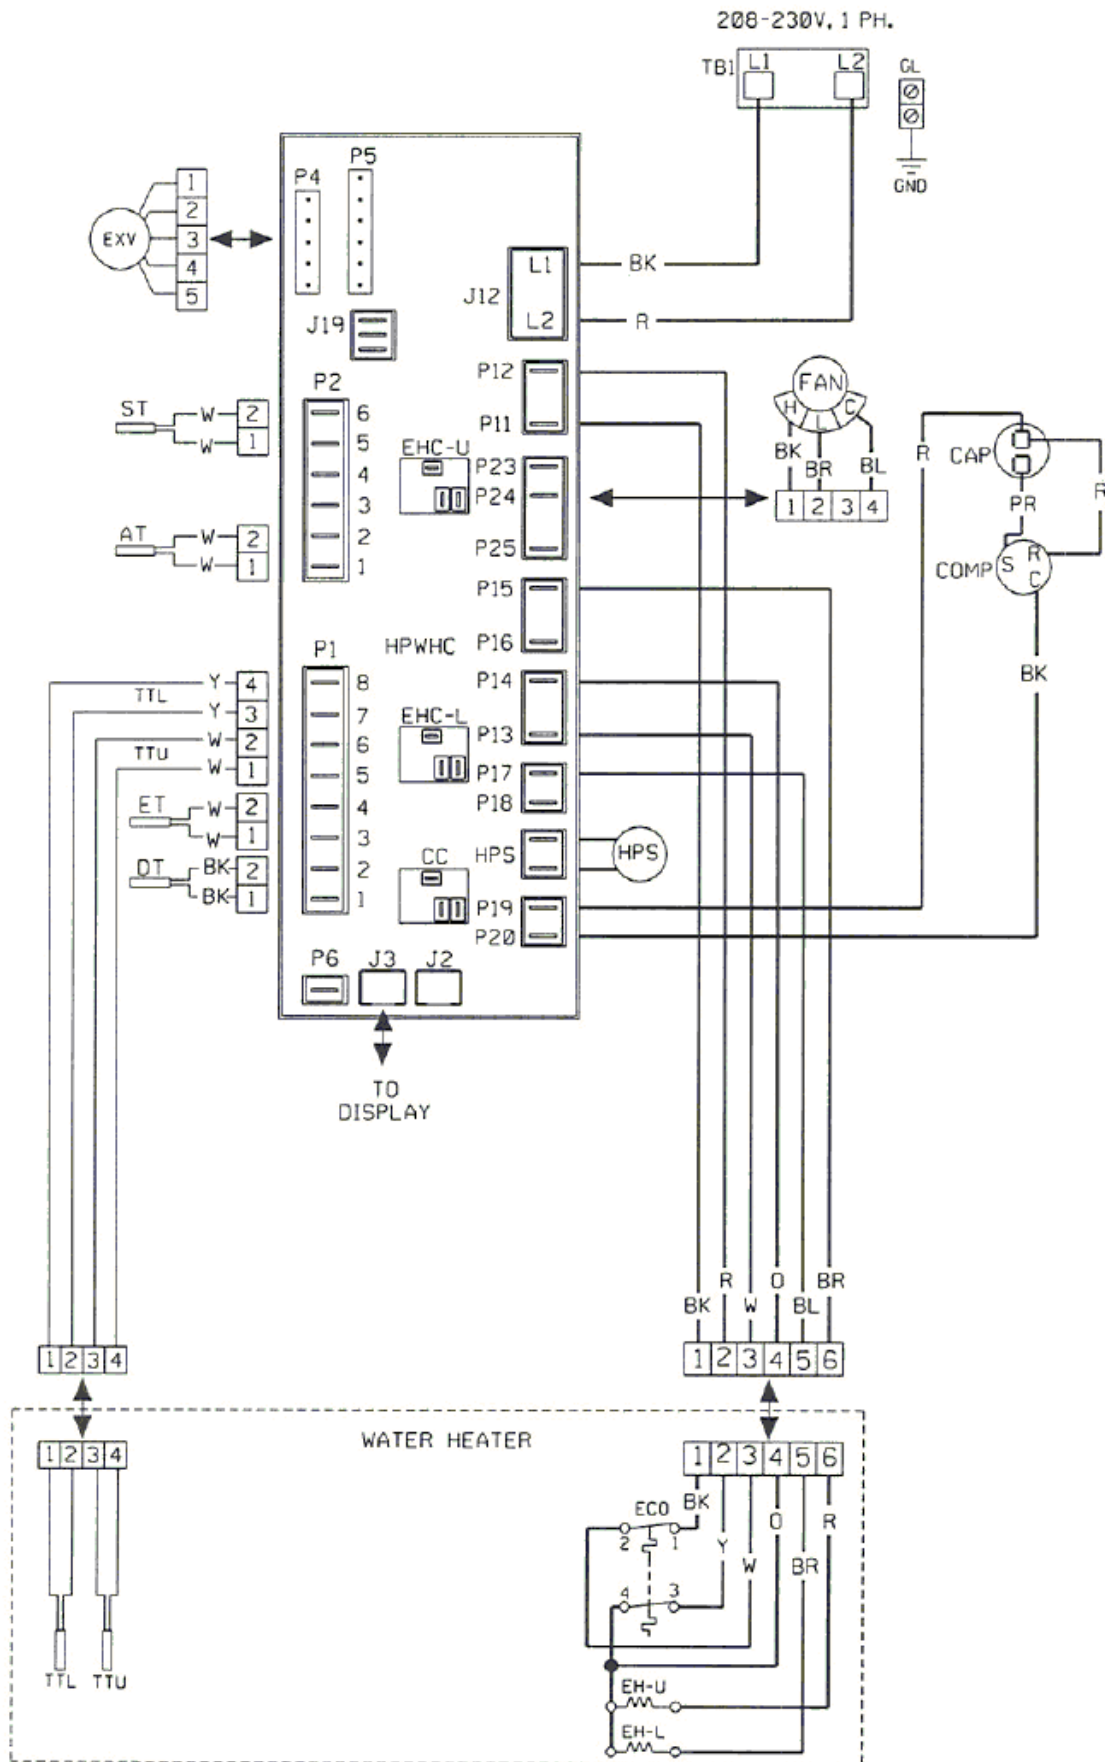 208-230V, 1 PH.
TB1 L1 L2 GL
GND
P4 P5
EXV 1 2 3 4 5
J12 L1 L2
BK
R
J19
P2
6
5
4
3
2
1
ST W 2
W 1
AT W 2
W 1
EHC-U
P12
P11
P23
P24
P25
P15
P16
P14
P13
P17
P18
HPS
P19
P20
FAN
H L C
BK BR BL
1 2 3 4
R CAP R
PR
COMP S R C
BK
HPWHC
P1
8
7
6
5
4
3
2
1
TTL Y 4
Y 3
TTU W 2
W 1
ET W 2
W 1
DT BK 2
BK 1
EHC-L
CC
HPS
P6 J3 J2
TO
DISPLAY
BK R W O BL BR
1 2 3 4
1 2 3 4 5 6
WATER HEATER
1 2 3 4
1 2 3 4 5 6
BK Y W O BR R
ECO
2 1
4 3
EH-U
EH-L
TTL TTU